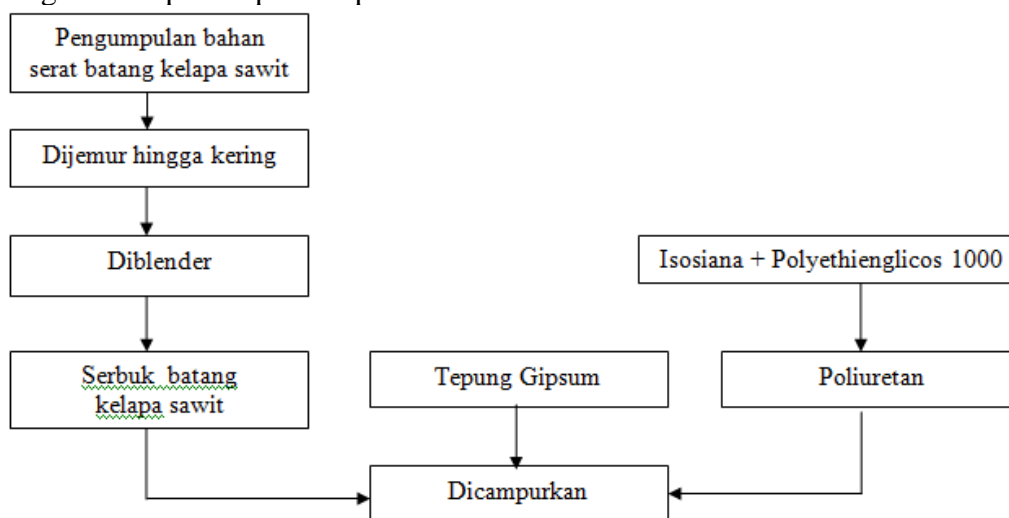 Pengumpulan bahan
serat batang kelapa sawit
Dijemur hingga kering
Diblender
Isosiana + Polyethienglicos 1000
Serbuk batang
kelapa sawit
Tepung Gipsum
Poliuretan
Dicampurkan